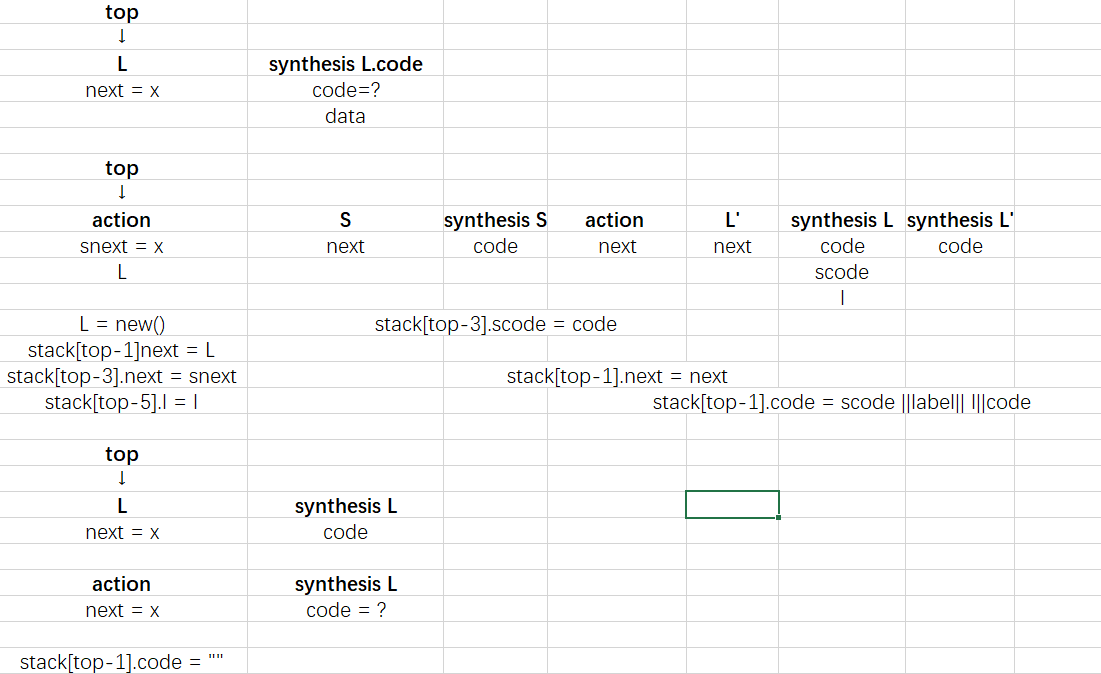 top
↓
L synthesis L.code
next = x code=?
data
top
↓
action S synthesis S action L' synthesis L synthesis L'
snext = x next code next next code code
L scode
l
L = new() stack[top-3].scode = code
stack[top-1]next = L
stack[top-3].next = snext stack[top-1].next = next
stack[top-5].l = l stack[top-1].code = scode ||label|| l||code
top
↓
L synthesis L
next = x code
action synthesis L
next = x code = ?
stack[top-1].code = ""